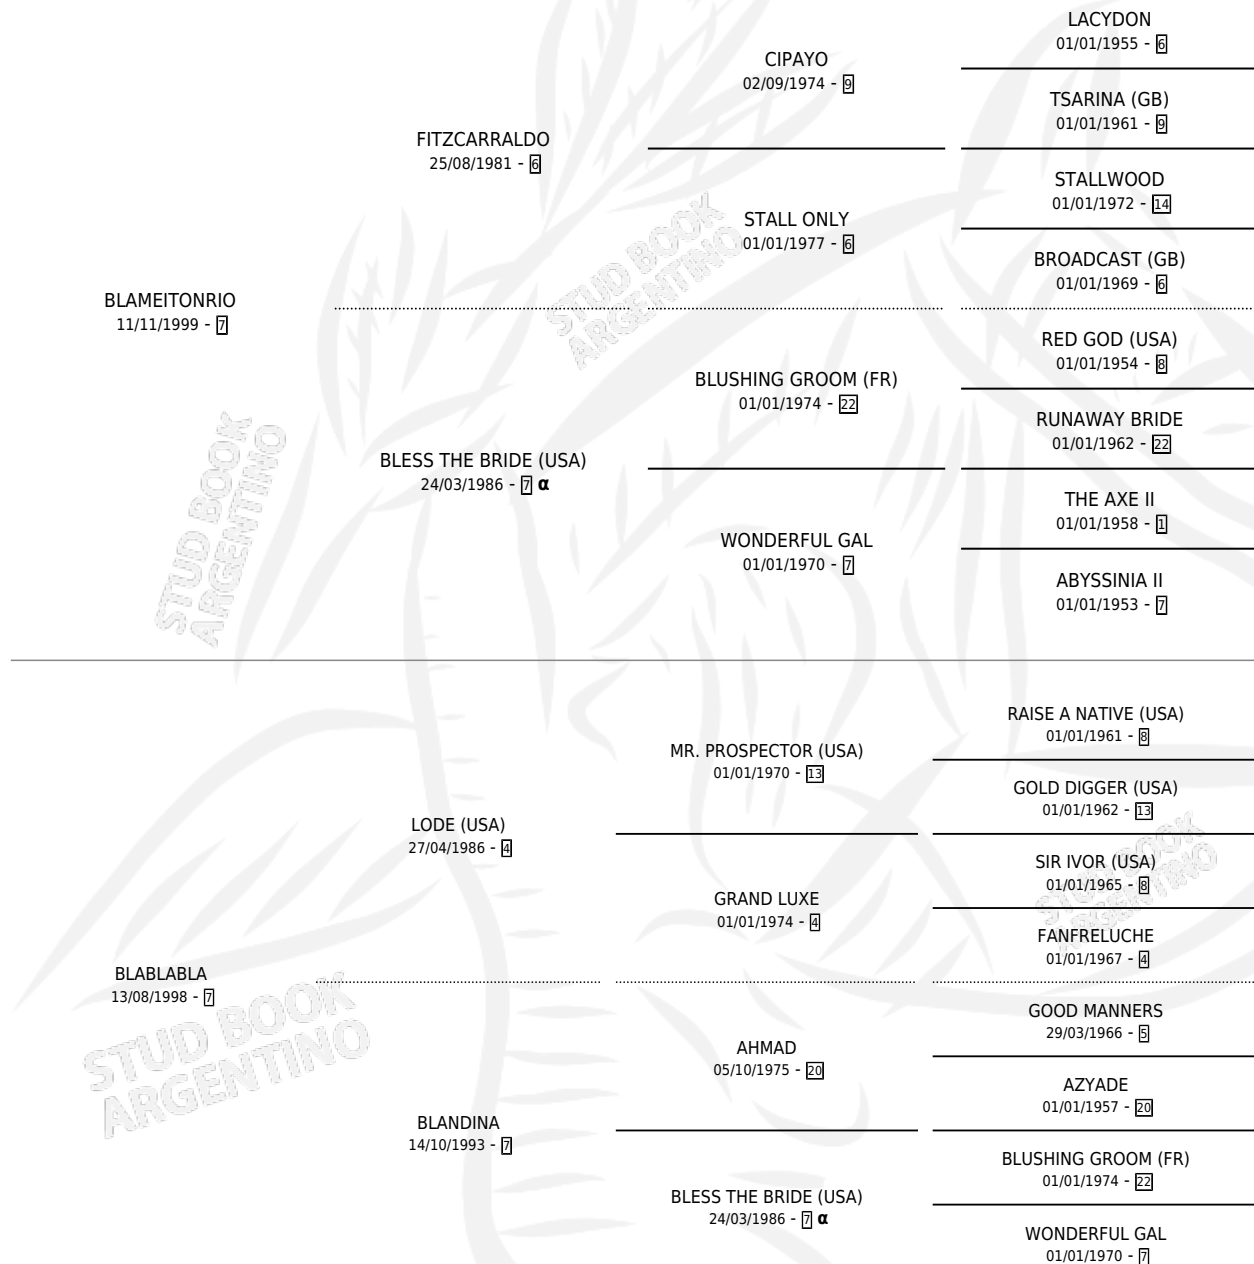 LACYDON
01/01/1955 - 6
CIPAYO
02/09/1974 - 9
TSARINA (GB)
01/01/1961 - 9
FITZCARRALDO
25/08/1981 - 6
STALLWOOD
01/01/1972 - 14
STALL ONLY
01/01/1977 - 6
BROADCAST (GB)
01/01/1969 - 6
BLAMEITONRIO
11/11/1999 - 7
RED GOD (USA)
01/01/1954 - 8
BLUSHING GROOM (FR)
01/01/1974 - 22
RUNAWAY BRIDE
01/01/1962 - 22
BLESS THE BRIDE (USA)
24/03/1986 - 7 α
THE AXE II
01/01/1958 - 1
WONDERFUL GAL
01/01/1970 - 7
ABYSSINIA II
01/01/1953 - 7
STUD BOOK
ARGENTINO
STUD BOOK
ARGENTINO
RAISE A NATIVE (USA)
01/01/1961 - 8
MR. PROSPECTOR (USA)
01/01/1970 - 13
GOLD DIGGER (USA)
01/01/1962 - 13
LODE (USA)
27/04/1986 - 4
SIR IVOR (USA)
01/01/1965 - 8
GRAND LUXE
01/01/1974 - 4
FANFRELUCHE
01/01/1967 - 4
BLABLABLA
13/08/1998 - 7
GOOD MANNERS
29/03/1966 - 5
AHMAD
05/10/1975 - 20
AZYADE
01/01/1957 - 20
BLANDINA
14/10/1993 - 7
BLUSHING GROOM (FR)
01/01/1974 - 22
BLESS THE BRIDE (USA)
24/03/1986 - 7 α
WONDERFUL GAL
01/01/1970 - 7
STUD BOOK
ARGENTINO
STUD BOOK
ARGENTINO